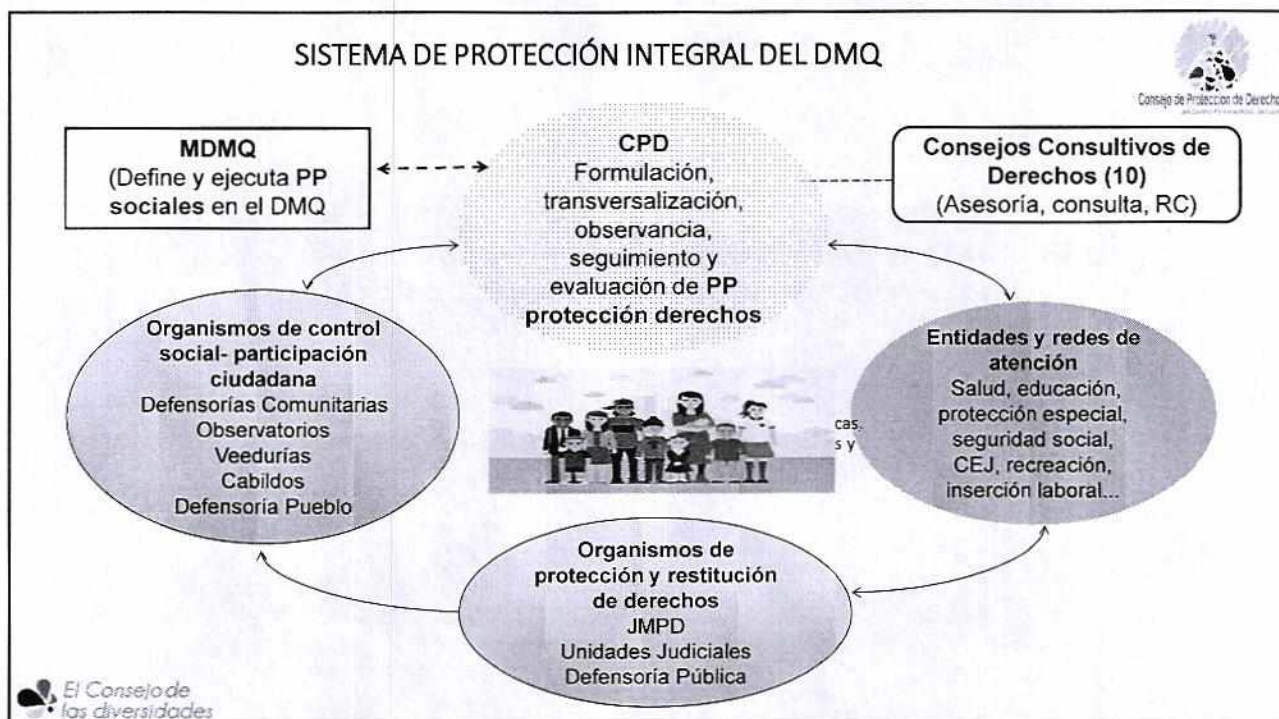 SISTEMA DE PROTECCIÓN INTEGRAL DEL DMQ
Consejo de Protección de Derecho
MDMQ
(Define y ejecuta PP
sociales en el DMQ
CPD
Formulación,
transversalización,
observancia,
seguimiento y
evaluación de PP
protección derechos
Consejos Consultivos de
Derechos (10)
(Asesoría, consulta, RC)
Organismos de control
social- participación
ciudadana
Defensorías Comunitarias
Observatorios
Veedurías
Cabildos
Defensoría Pueblo
cas.
s y
Entidades y redes de
atención
Salud, educación,
protección especial,
seguridad social,
CEJ, recreación,
inserción laboral...
Organismos de
protección y restitución
de derechos
JMPD
Unidades Judiciales
Defensoría Pública
El Consejo de
las diversidades